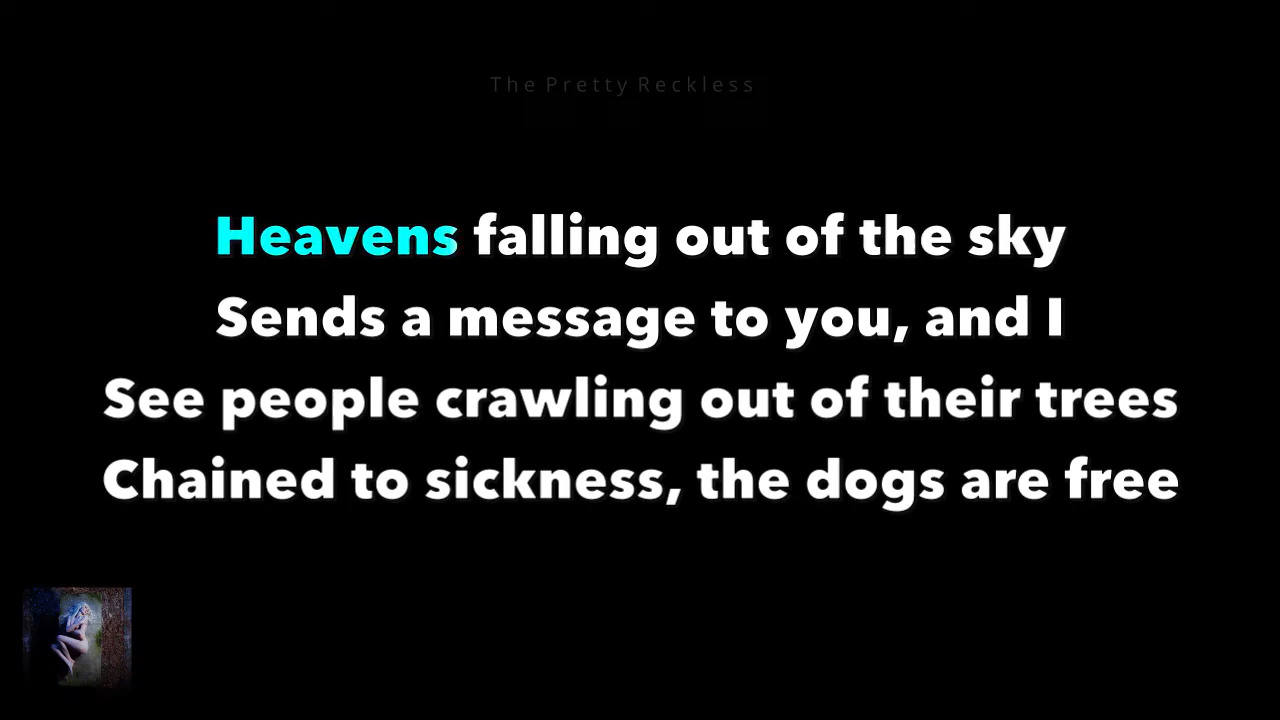 The Pretty Reckless
Heavens falling out of the sky
Sends a message to you, and I
See people crawling out of their trees
Chained to sickness, the dogs are free